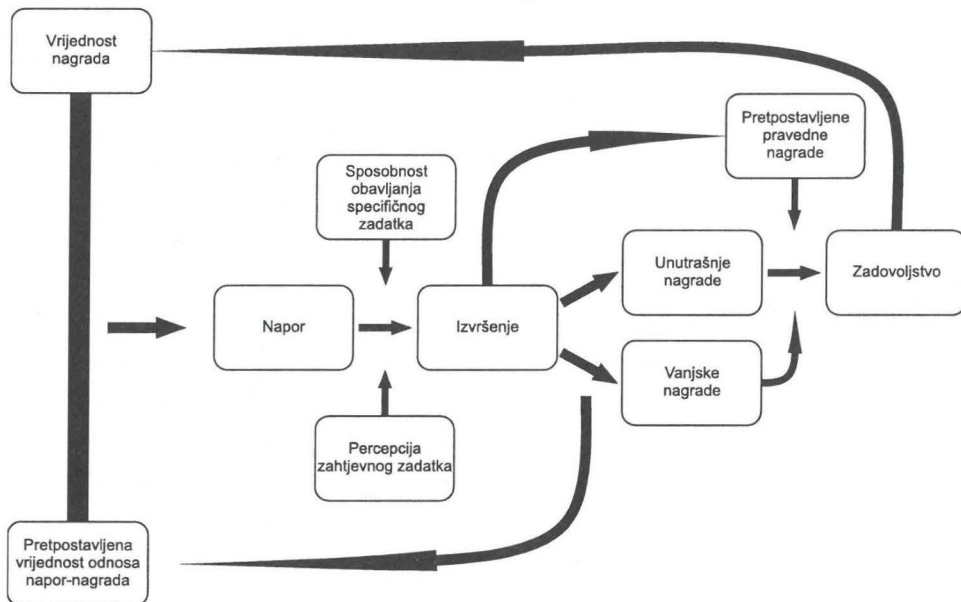 Vrijednost
nagrada
Pretpostavljene
pravedne
nagrade
Sposobnost
obavljanja
specifičnog
zadatka
Unutrašnje
nagrade
Zadovoljstvo
Napor
Izvršenje
Vanjske
nagrade
Percepcija
zahtjevnog zadatka
Pretpostavljena
vrijednost odnosa
napor-nagrada